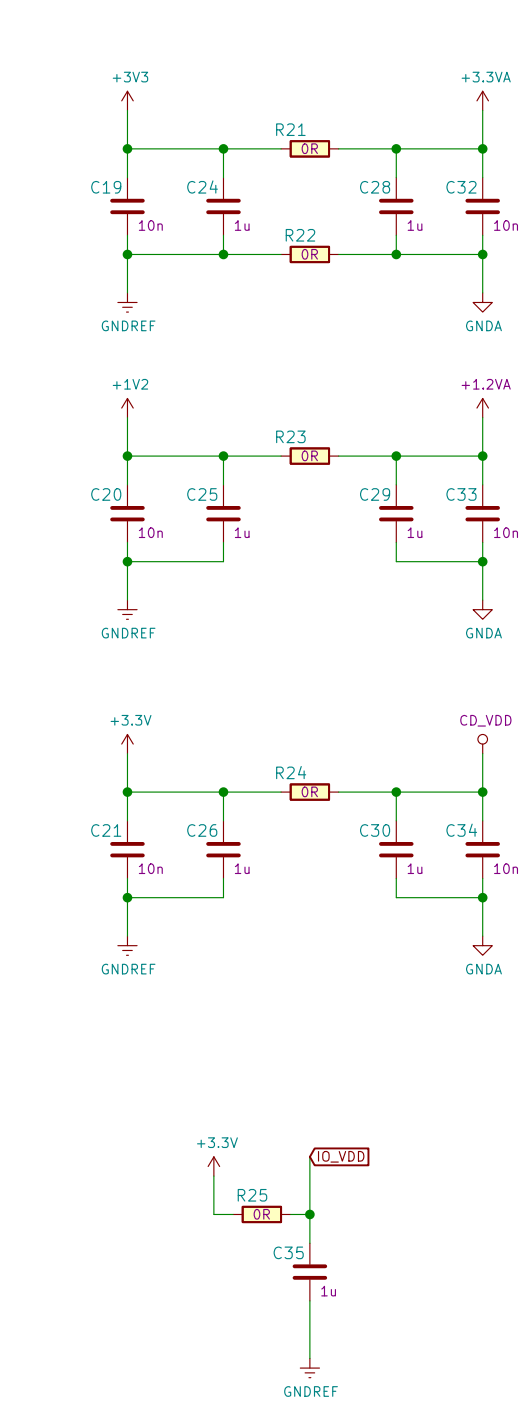 +3V3 +3.3VA
R21
0R
C19 C24 C28 C32
10n 1u 1u 10n
R22
0R
GNDREF GNDA
+1V2 +1.2VA
R23
0R
C20 C25 C29 C33
10n 1u 1u 10n
GNDREF GNDA
+3.3V CD_VDD
R24
0R
C21 C26 C30 C34
10n 1u 1u 10n
GNDREF GNDA
+3.3V IO_VDD
R25
0R
C35
1u
GNDREF